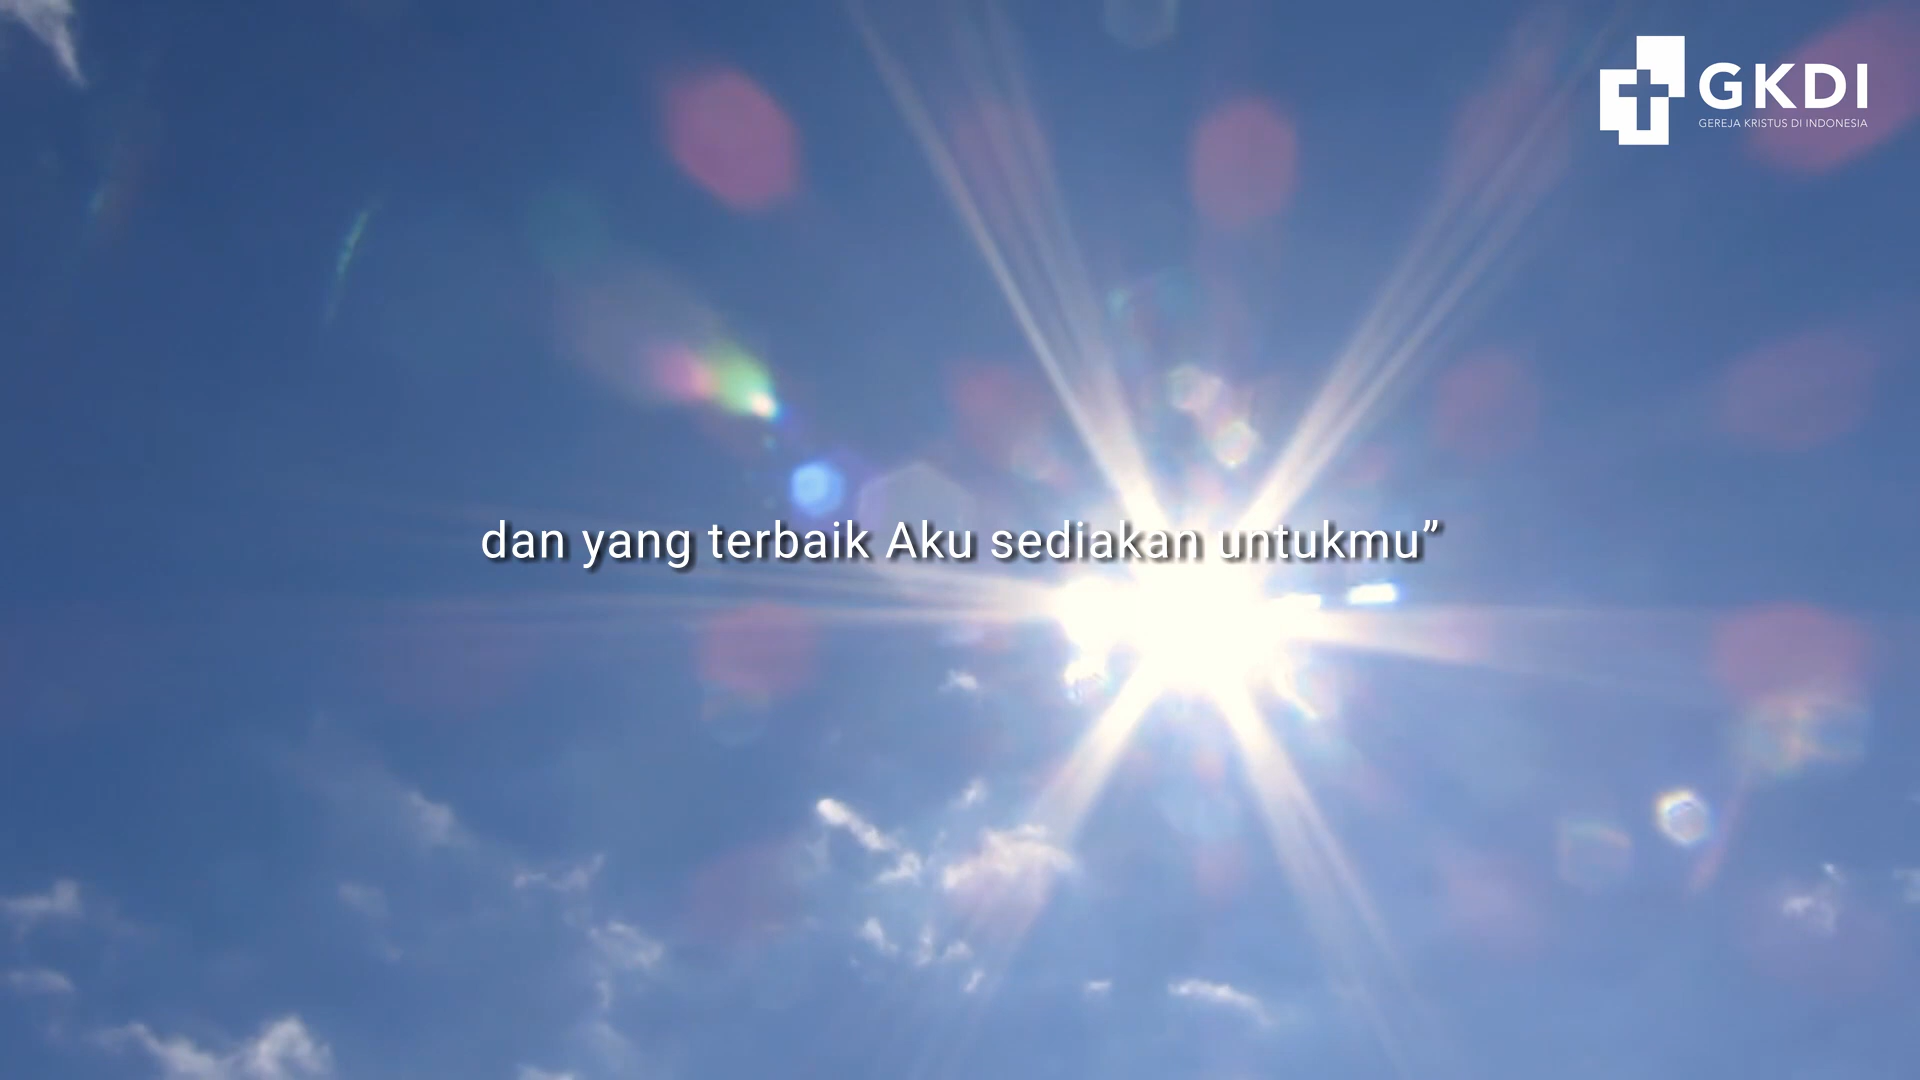 GKDI
GEREJA KRISTUS DI INDONESIA
dan yang terbaik Aku sediakan untukmu”